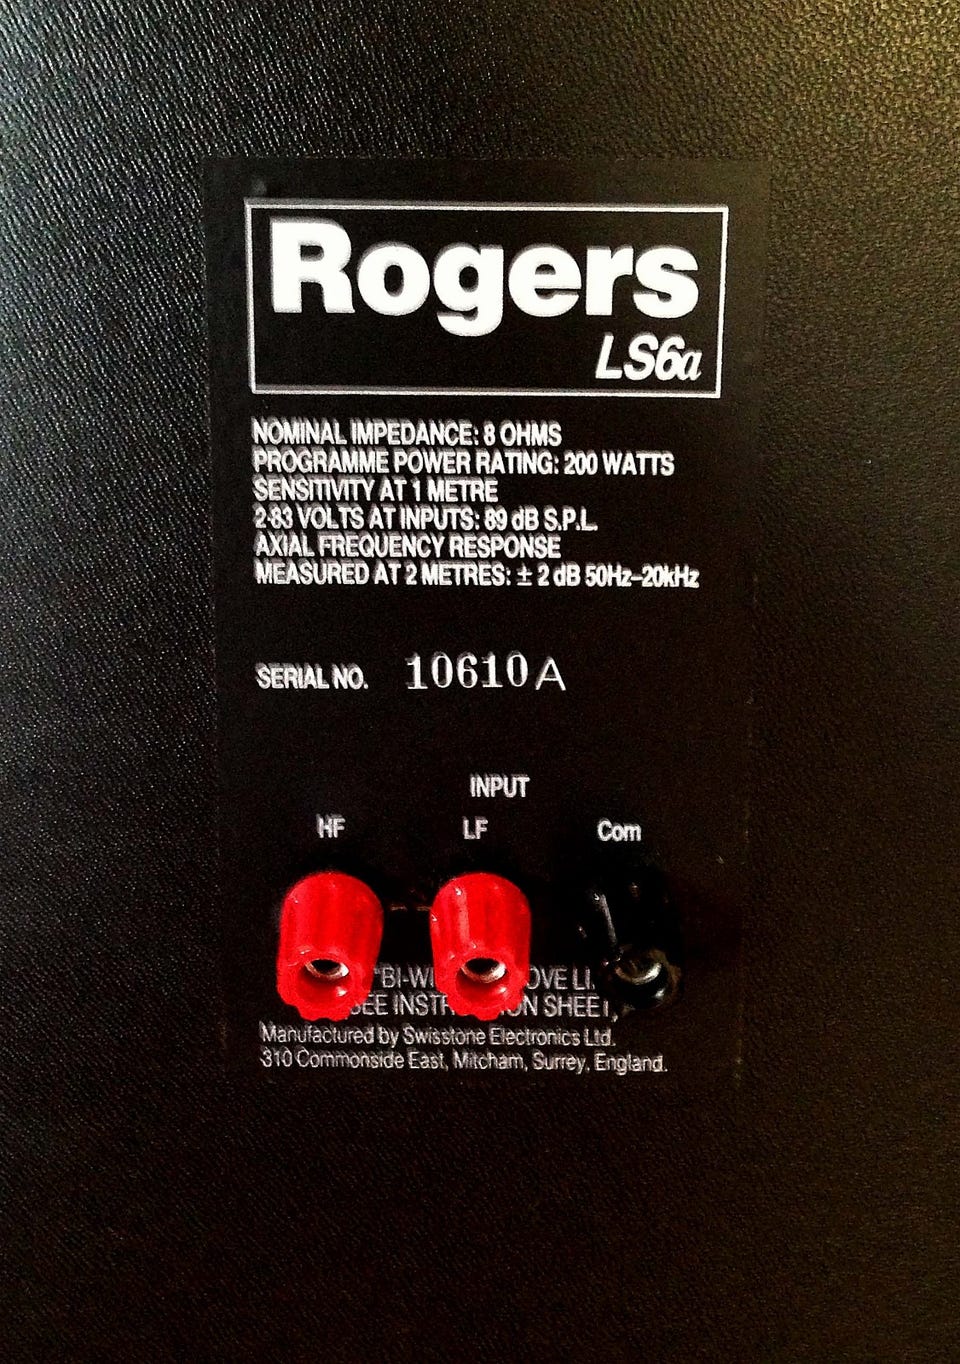 Rogers
LS6a
NOMINAL IMPEDANCE: 8 OHMS
PROGRAMME POWER RATING: 200 WATTS
SENSITIVITY AT 1 METRE
2·83 VOLTS AT INPUTS: 89 dB S.P.L.
AXIAL FREQUENCY RESPONSE
MEASURED AT 2 METRES: ± 2 dB 50Hz–20kHz
SERIAL NO. 10610A
INPUT
HF LF Com
SHEET,
Manufactured by Swisstone Electronics Ltd.
310 Commonside East, Mitcham, Surrey, England.